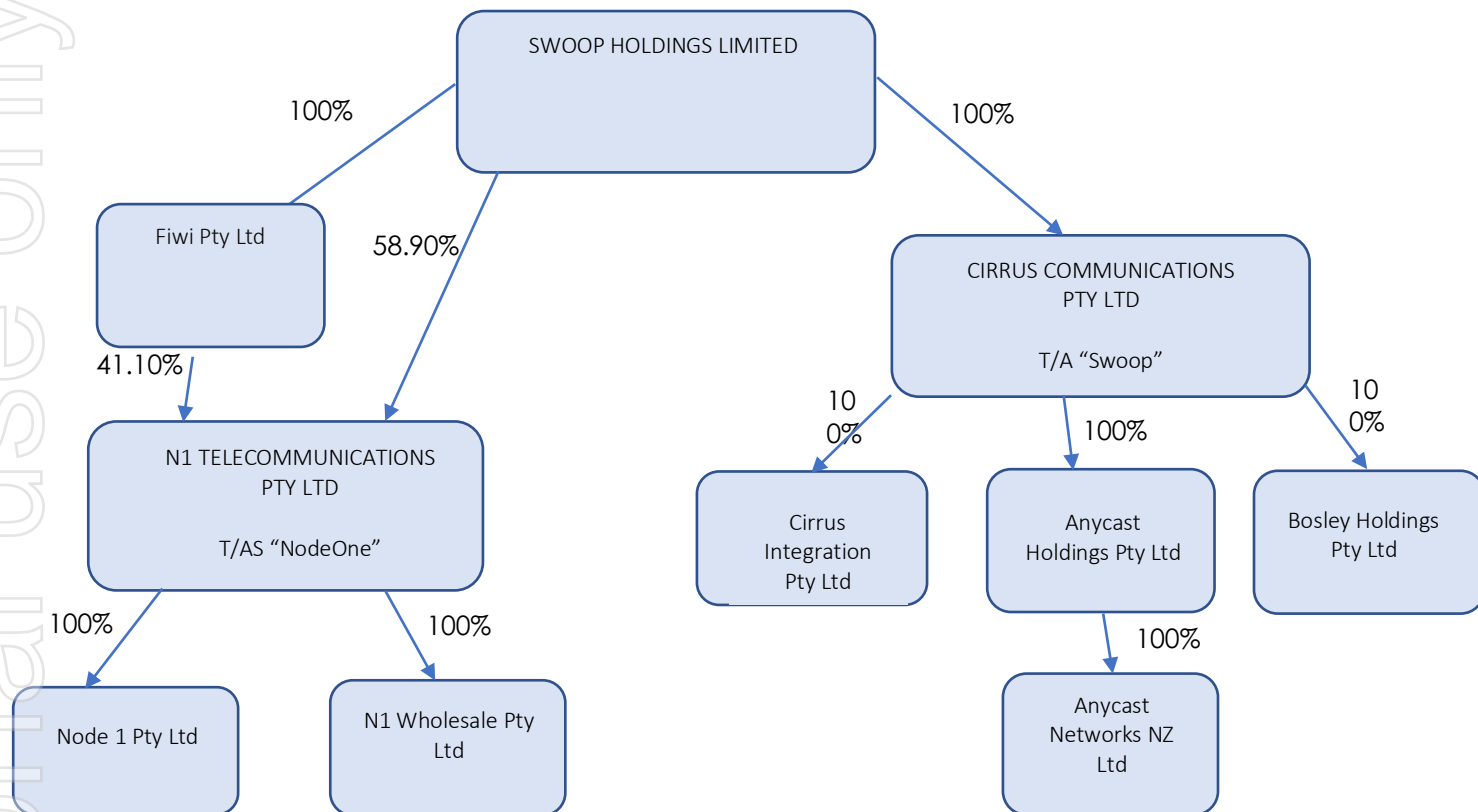 SWOOP HOLDINGS LIMITED
100%
100%
Fiwi Pty Ltd
58.90%
CIRRUS COMMUNICATIONS
PTY LTD
T/A “Swoop”
41.10%
N1 TELECOMMUNICATIONS
PTY LTD
T/AS “NodeOne”
10
0%
100%
10
0%
Cirrus
Integration
Pty Ltd
Anycast
Holdings Pty Ltd
Bosley Holdings
Pty Ltd
100%
100%
100%
Node 1 Pty Ltd
N1 Wholesale Pty
Ltd
Anycast
Networks NZ
Ltd
use only